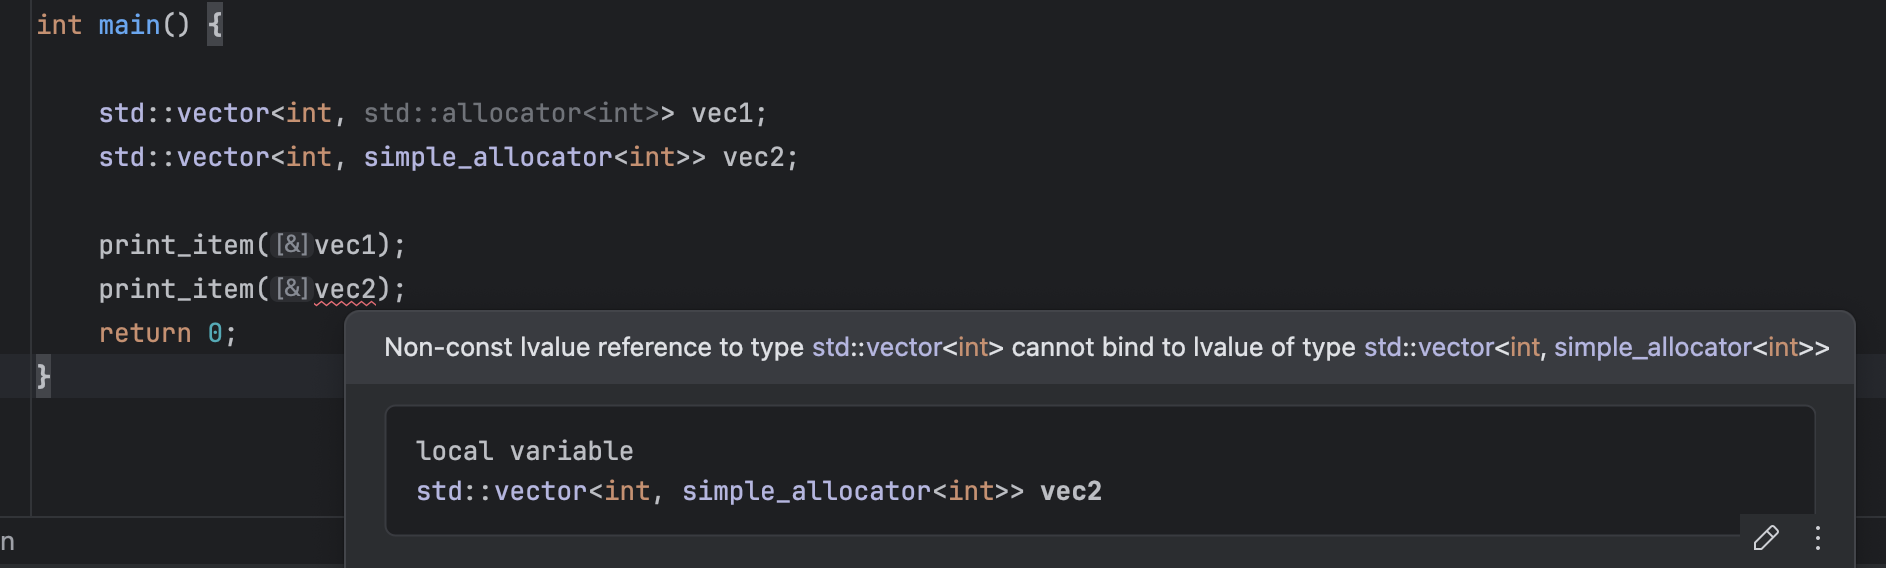 int main() {
std::vector<int, std::allocator<int>> vec1;
std::vector<int, simple_allocator<int>> vec2;
print_item([&]vec1);
print_item([&]vec2);
return 0;
Non-const lvalue reference to type std::vector<int> cannot bind to lvalue of type std::vector<int, simple_allocator<int>>
}
local variable
std::vector<int, simple_allocator<int>> vec2
n